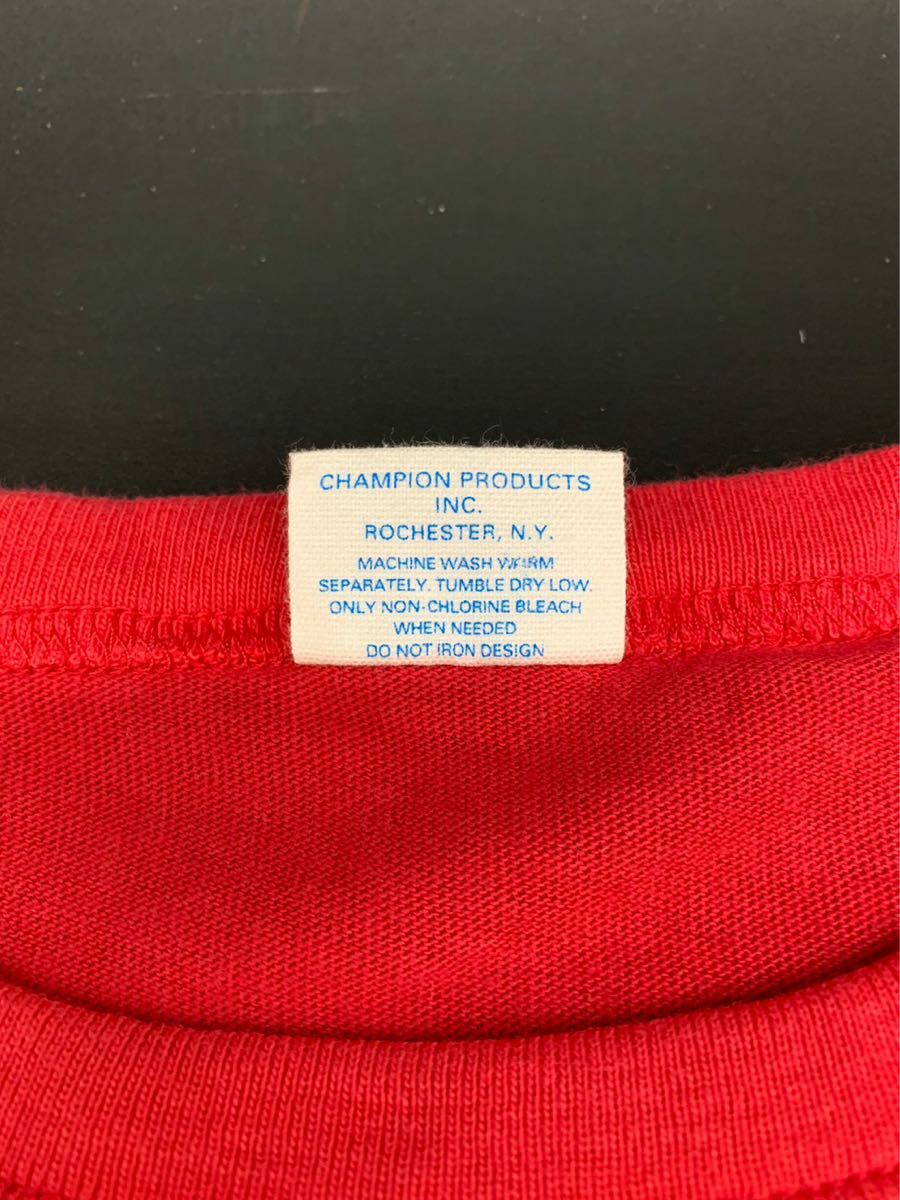 CHAMPION PRODUCTS
INC.
ROCHESTER, N.Y.
MACHINE WASH WARM
SEPARATELY. TUMBLE DRY LOW.
ONLY NON-CHLORINE BLEACH
WHEN NEEDED
DO NOT IRON DESIGN